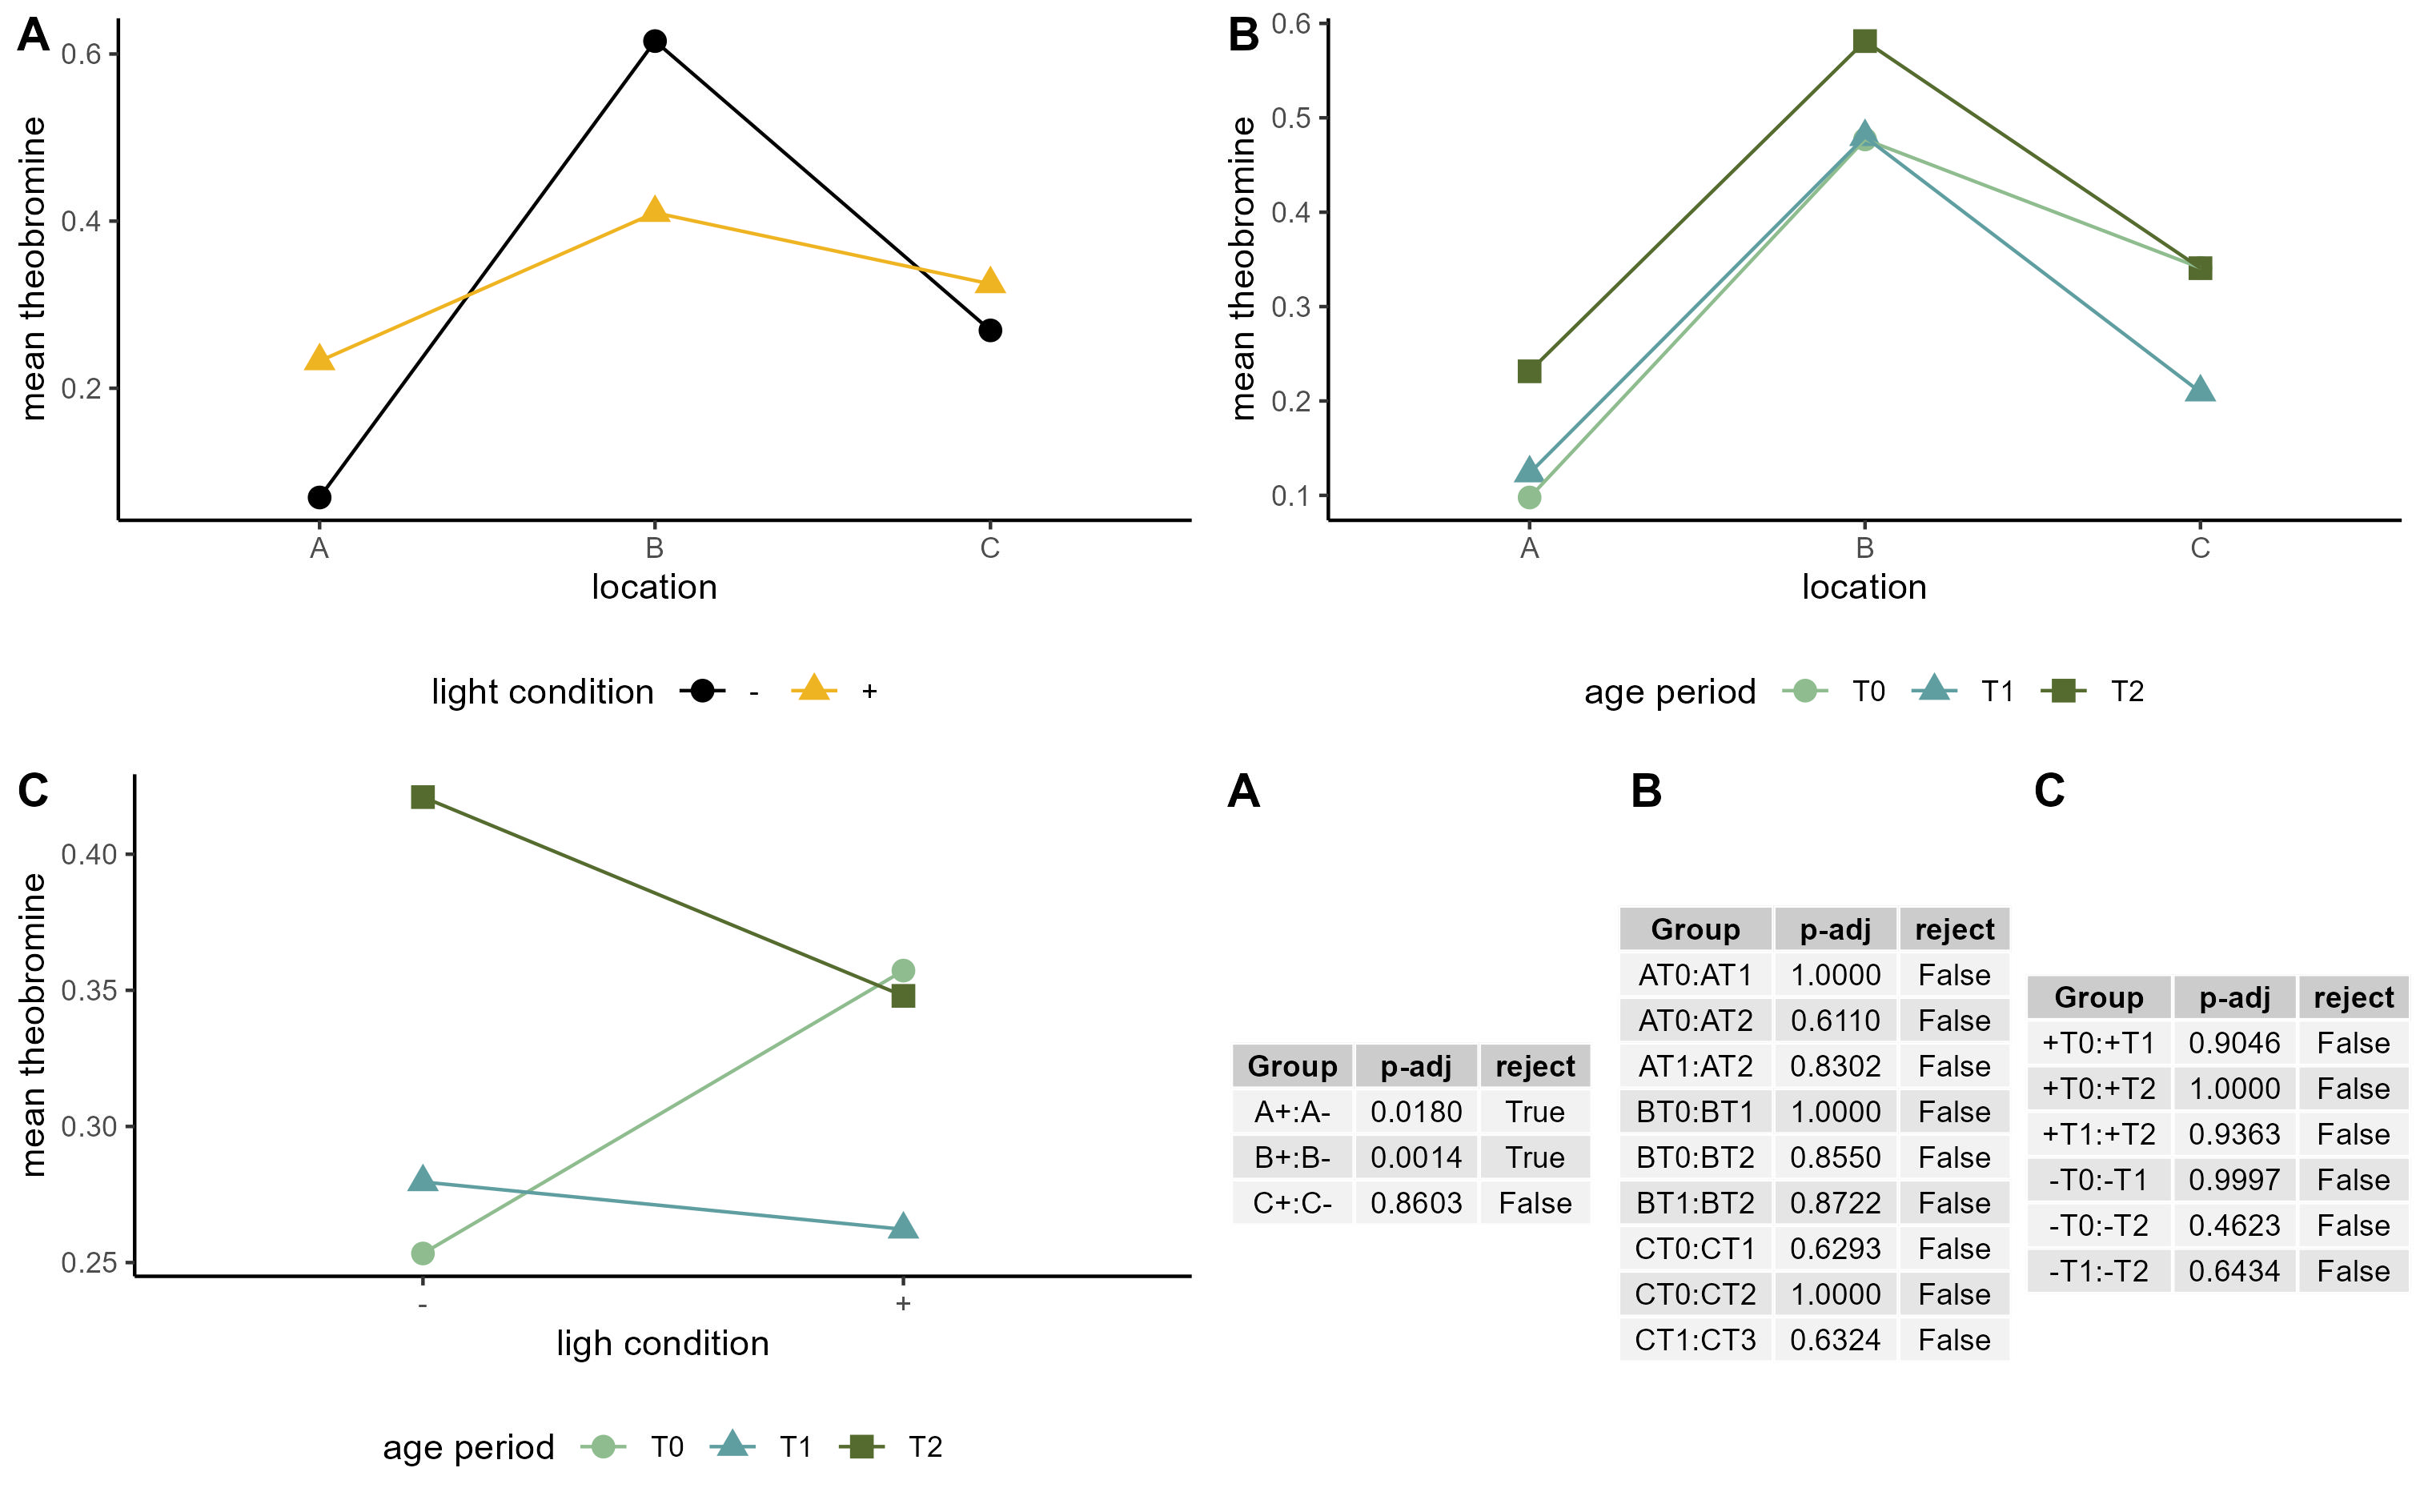 A
mean theobromine
0.6
0.4
0.2
A B C
location
light condition - +
B
mean theobromine
0.6
0.5
0.4
0.3
0.2
0.1
A B C
location
age period T0 T1 T2
C
mean theobromine
0.40
0.35
0.30
0.25
- +
ligh condition
age period T0 T1 T2
A
Group p-adj reject
A+:A- 0.0180 True
B+:B- 0.0014 True
C+:C- 0.8603 False
B
Group p-adj reject
AT0:AT1 1.0000 False
AT0:AT2 0.6110 False
AT1:AT2 0.8302 False
BT0:BT1 1.0000 False
BT0:BT2 0.8550 False
BT1:BT2 0.8722 False
CT0:CT1 0.6293 False
CT0:CT2 1.0000 False
CT1:CT3 0.6324 False
C
Group p-adj reject
+T0:+T1 0.9046 False
+T0:+T2 1.0000 False
+T1:+T2 0.9363 False
-T0:-T1 0.9997 False
-T0:-T2 0.4623 False
-T1:-T2 0.6434 False